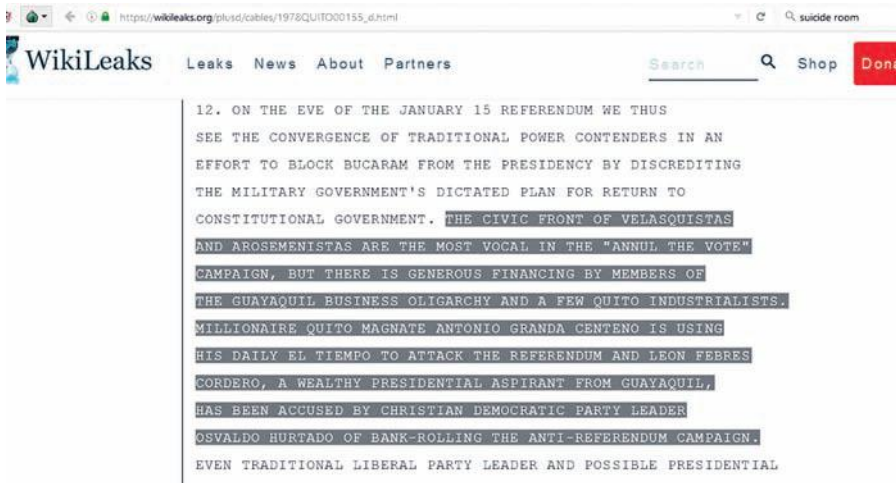 https://wikileaks.org/plusd/cables/1978QUITO00155_d.html
suicide room
WikiLeaks
Leaks News About Partners
Search
Shop
Dona
12. ON THE EVE OF THE JANUARY 15 REFERENDUM WE THUS
SEE THE CONVERGENCE OF TRADITIONAL POWER CONTENDERS IN AN
EFFORT TO BLOCK BUCARAM FROM THE PRESIDENCY BY DISCREDITING
THE MILITARY GOVERNMENT'S DICTATED PLAN FOR RETURN TO
CONSTITUTIONAL GOVERNMENT. THE CIVIC FRONT OF VELASQUISTAS
AND AROSEMENISTAS ARE THE MOST VOCAL IN THE "ANNUL THE VOTE"
CAMPAIGN, BUT THERE IS GENEROUS FINANCING BY MEMBERS OF
THE GUAYAQUIL BUSINESS OLIGARCHY AND A FEW QUITO INDUSTRIALISTS.
MILLIONAIRE QUITO MAGNATE ANTONIO GRANDA CENTENO IS USING
HIS DAILY EL TIEMPO TO ATTACK THE REFERENDUM AND LEON FEBRES
CORDERO, A WEALTHY PRESIDENTIAL ASPIRANT FROM GUAYAQUIL,
HAS BEEN ACCUSED BY CHRISTIAN DEMOCRATIC PARTY LEADER
OSVALDO HURTADO OF BANK-ROLLING THE ANTI-REFERENDUM CAMPAIGN.
EVEN TRADITIONAL LIBERAL PARTY LEADER AND POSSIBLE PRESIDENTIAL